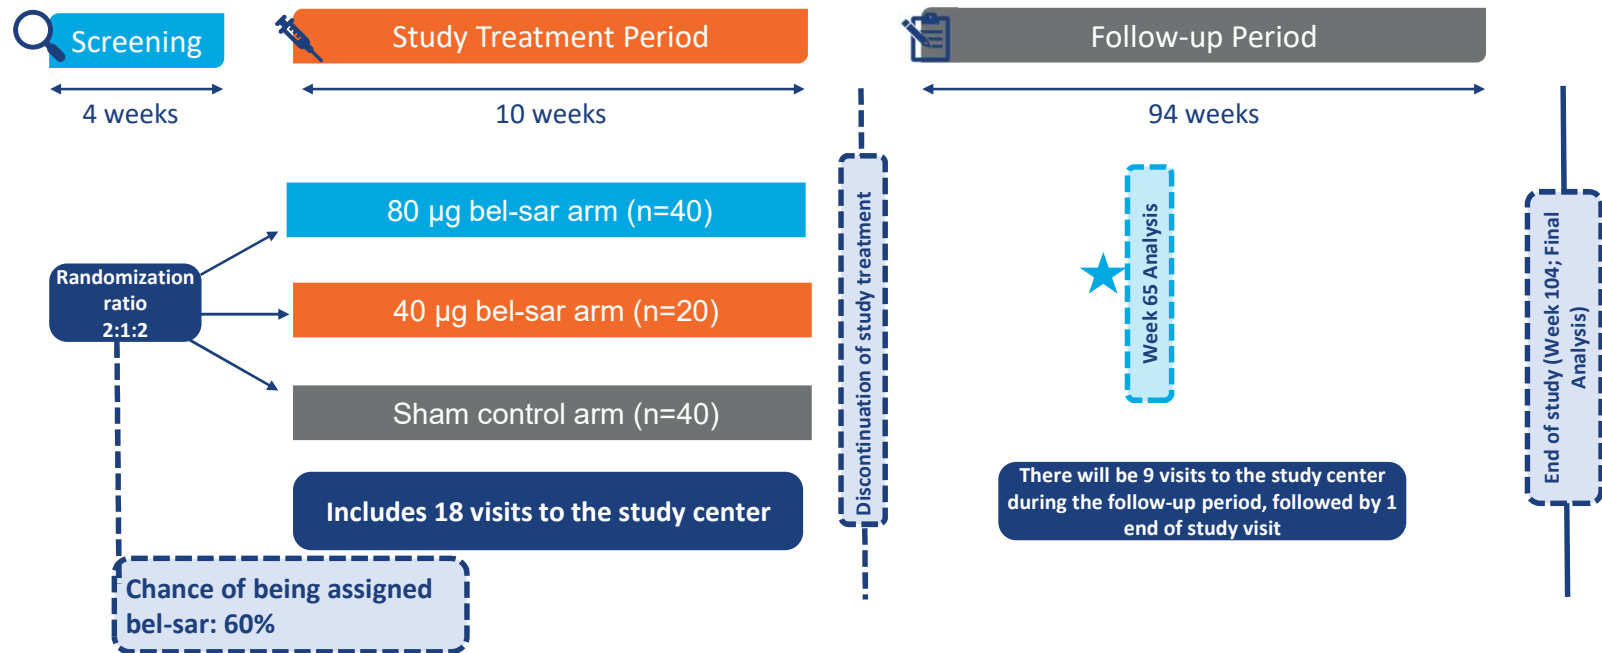 Screening
Study Treatment Period
Follow-up Period
4 weeks
10 weeks
94 weeks
Randomization
ratio
2:1:2
80 µg bel-sar arm (n=40)
40 µg bel-sar arm (n=20)
Sham control arm (n=40)
Includes 18 visits to the study center
Chance of being assigned
bel-sar: 60%
Discontinuation of study treatment
Week 65 Analysis
There will be 9 visits to the study center
during the follow-up period, followed by 1
end of study visit
End of study (Week 104; Final
Analysis)